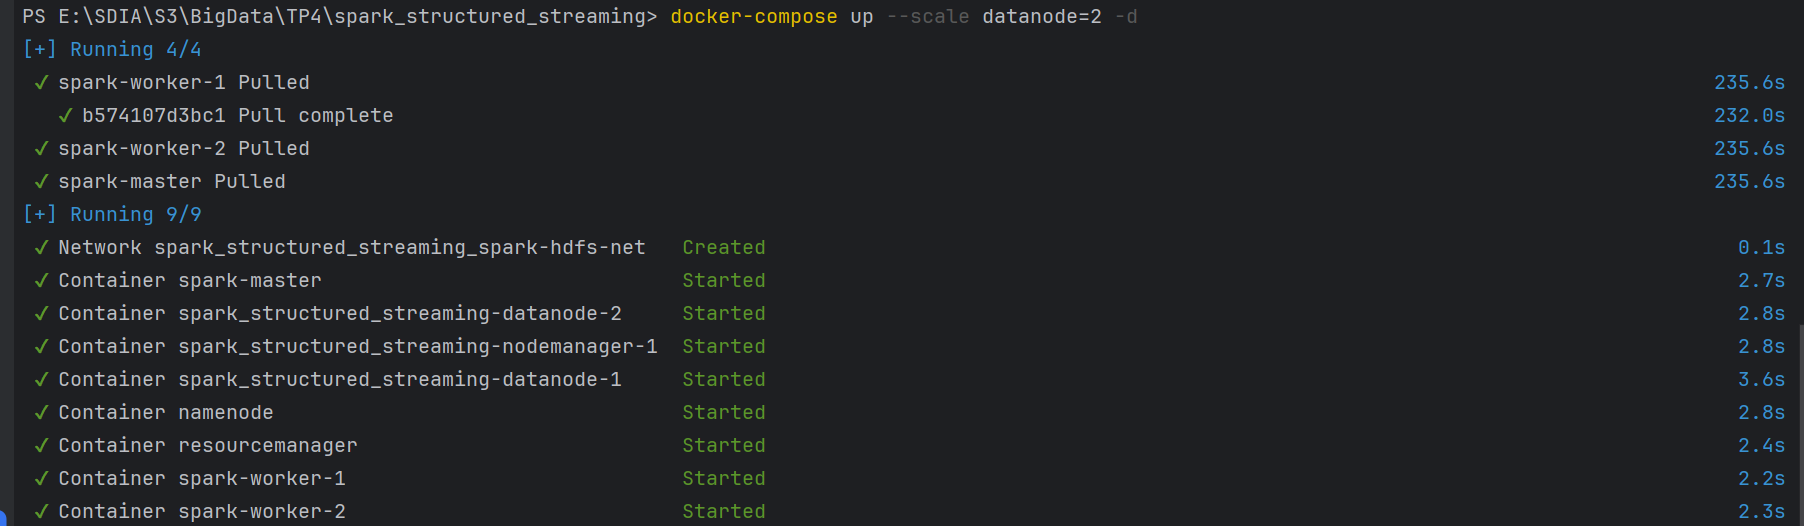 PS E:\SDIA\S3\BigData\TP4\spark_structured_streaming> docker-compose up --scale datanode=2 -d
[+] Running 4/4
✓ spark-worker-1 Pulled 235.6s
✓ b574107d3bc1 Pull complete 232.0s
✓ spark-worker-2 Pulled 235.6s
✓ spark-master Pulled 235.6s
[+] Running 9/9
✓ Network spark_structured_streaming_spark-hdfs-net Created 0.1s
✓ Container spark-master Started 2.7s
✓ Container spark_structured_streaming-datanode-2 Started 2.8s
✓ Container spark_structured_streaming-nodemanager-1 Started 2.8s
✓ Container spark_structured_streaming-datanode-1 Started 3.6s
✓ Container namenode Started 2.8s
✓ Container resourcemanager Started 2.4s
✓ Container spark-worker-1 Started 2.2s
✓ Container spark-worker-2 Started 2.3s